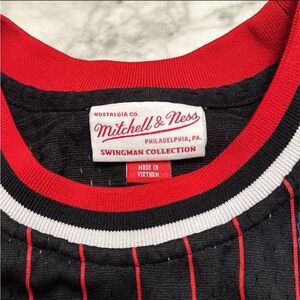 NOSTALGIA CO.
Mitchell & Ness
PHILADELPHIA, PA.
SWINGMAN COLLECTION
MADE IN
VIETNAM